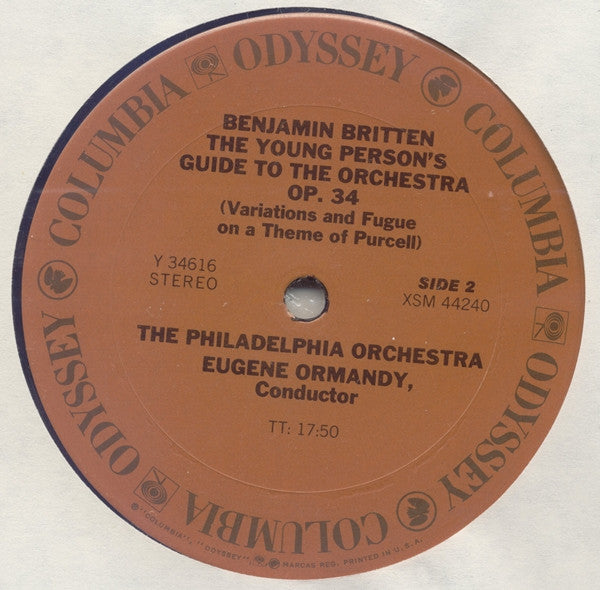 COLUMBIA ODYSSEY COLUMBIA ODYSSEY COLUMBIA ODYSSEY
BENJAMIN BRITTEN
THE YOUNG PERSON'S
GUIDE TO THE ORCHESTRA
OP. 34
(Variations and Fugue
on a Theme of Purcell)
Y 34616
STEREO
SIDE 2
XSM 44240
THE PHILADELPHIA ORCHESTRA
EUGENE ORMANDY,
Conductor
TT: 17:50
® "COLUMBIA", "ODYSSEY", MARCAS REG. PRINTED IN U.S.A.